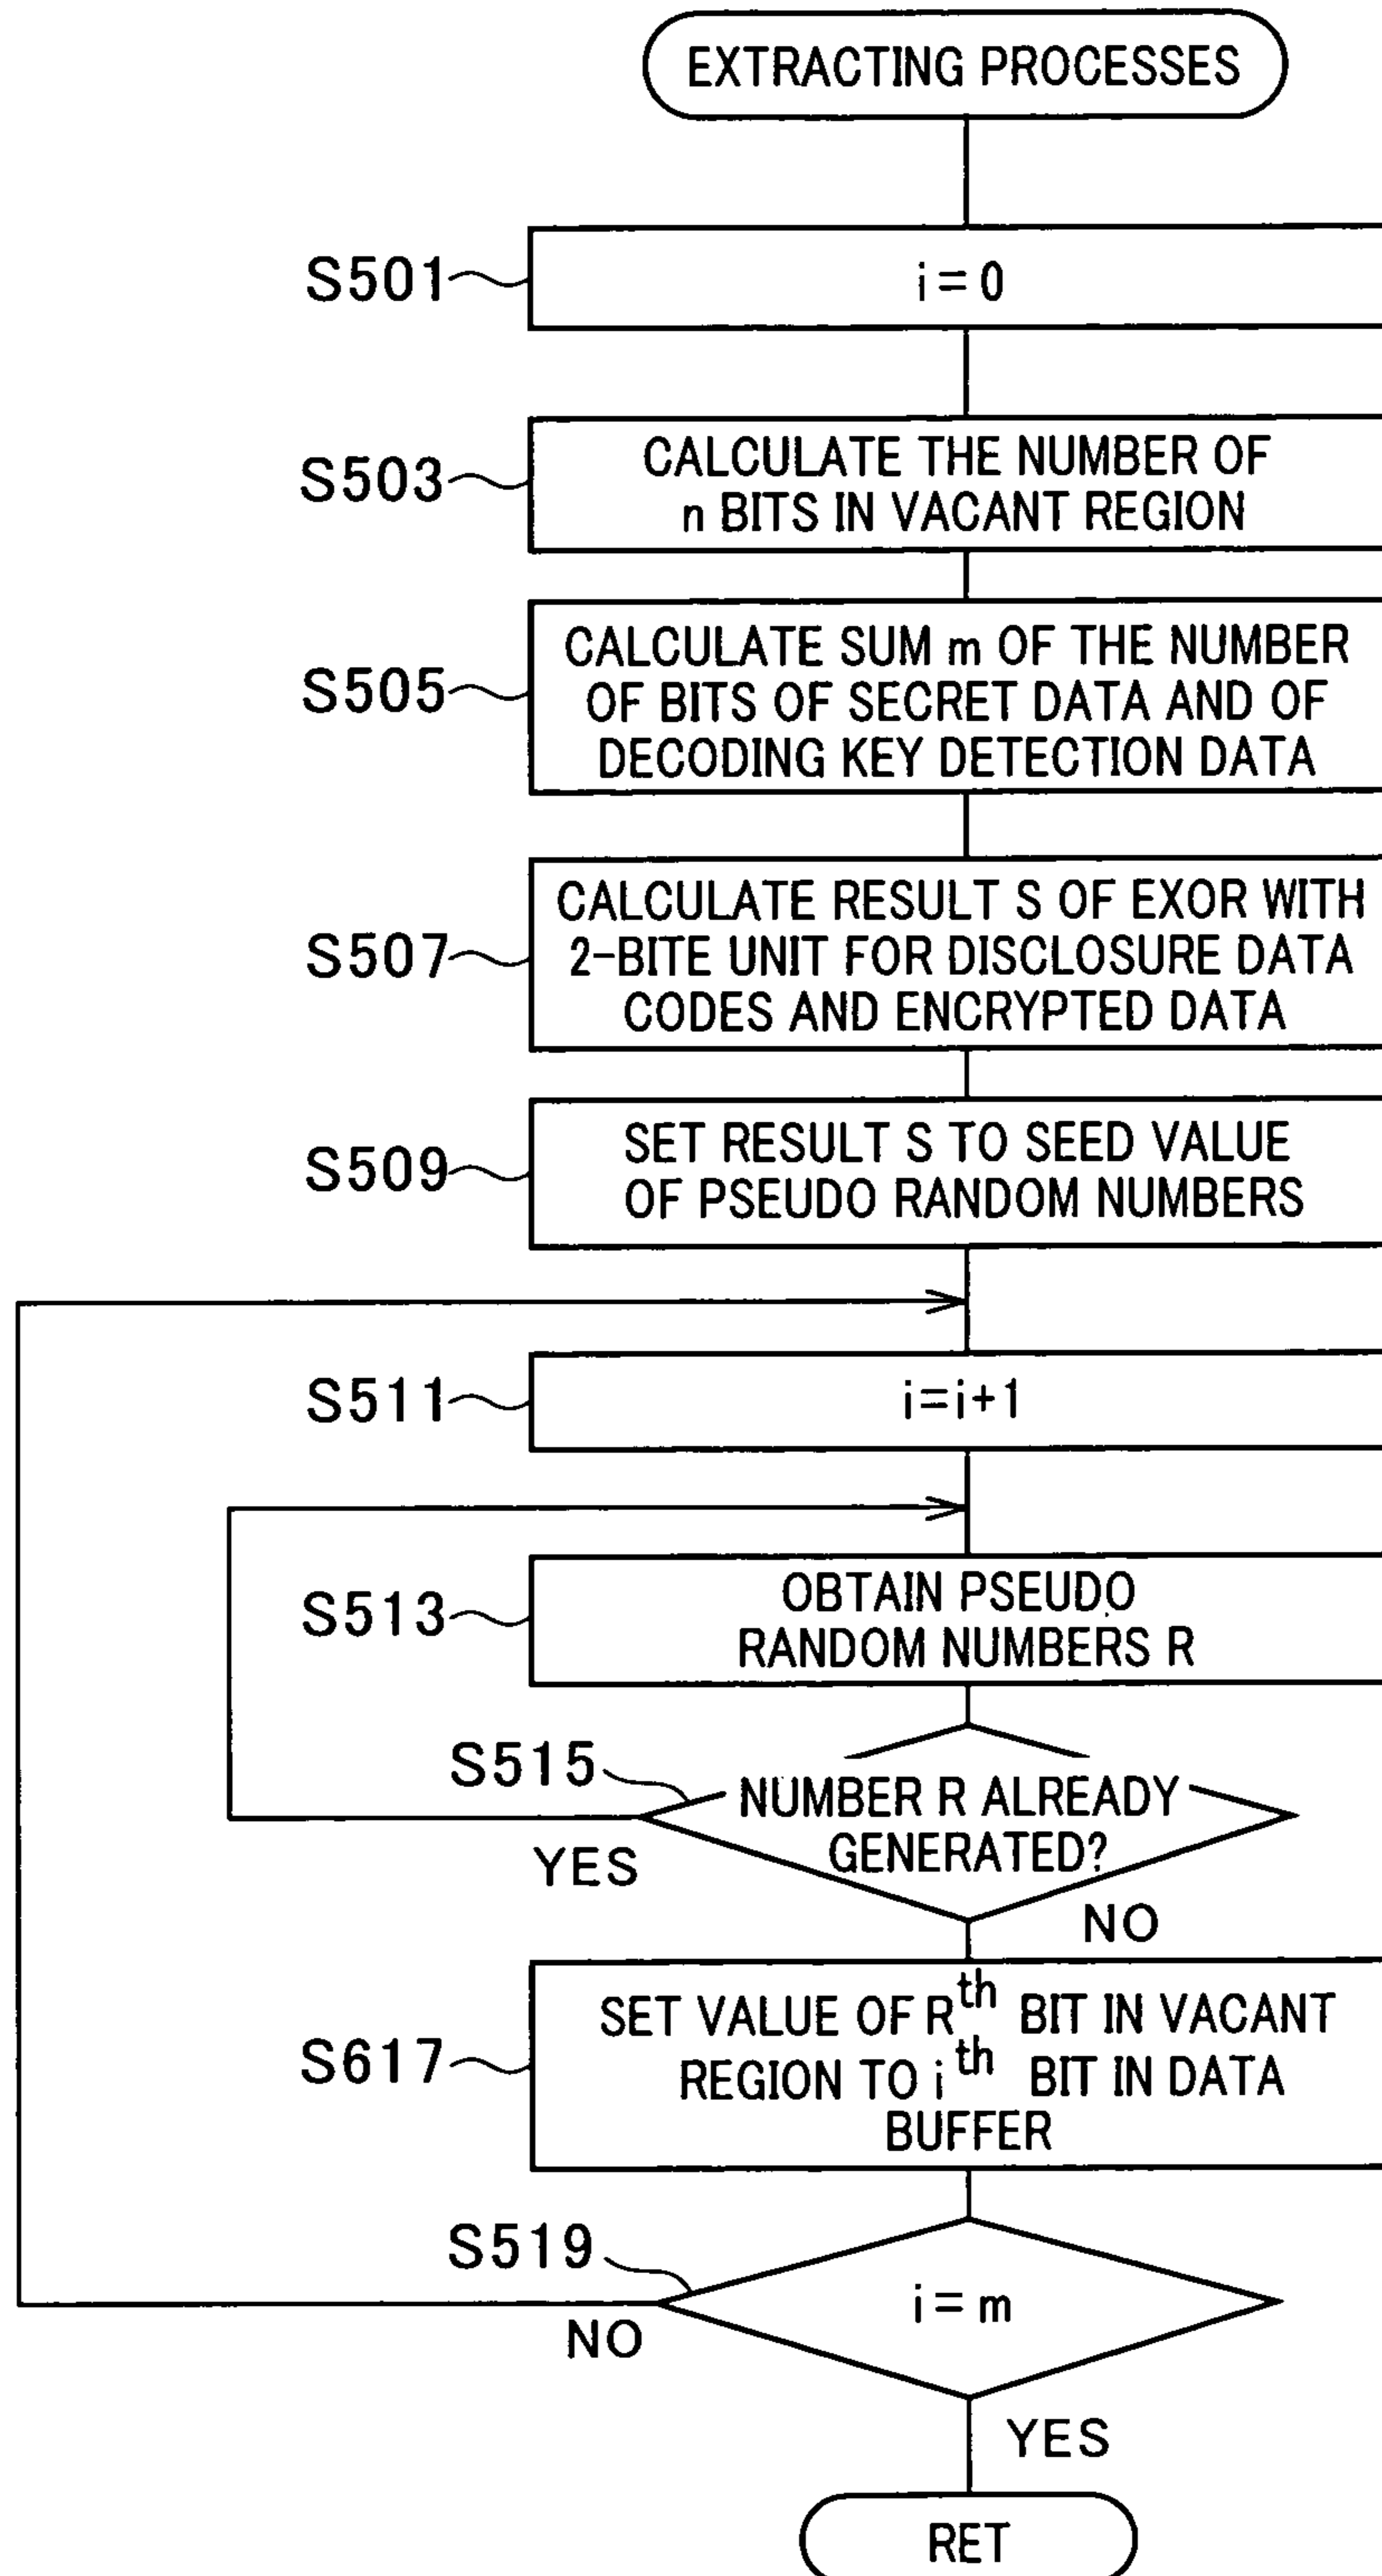 EXTRACTING PROCESSES
S501
i=0
S503
CALCULATE THE NUMBER OF
n BITS IN VACANT REGION
S505
CALCULATE SUM m OF THE NUMBER
OF BITS OF SECRET DATA AND OF
DECODING KEY DETECTION DATA
S507
CALCULATE RESULT S OF EXOR WITH
2-BITE UNIT FOR DISCLOSURE DATA
CODES AND ENCRYPTED DATA
S509
SET RESULT S TO SEED VALUE
OF PSEUDO RANDOM NUMBERS
S511
i=i+1
S513
OBTAIN PSEUDO
RANDOM NUMBERS R
S515
NUMBER R ALREADY
GENERATED?
YES
NO
S617
SET VALUE OF R^th BIT IN VACANT
REGION TO i^th BIT IN DATA
BUFFER
S519
i=m
NO
YES
RET